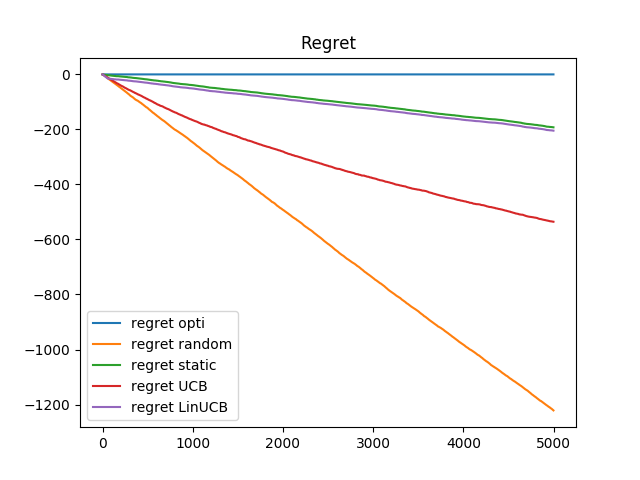 Regret
0
−200
−400
−600
−800
−1000
−1200
regret opti
regret random
regret static
regret UCB
regret LinUCB
0 1000 2000 3000 4000 5000